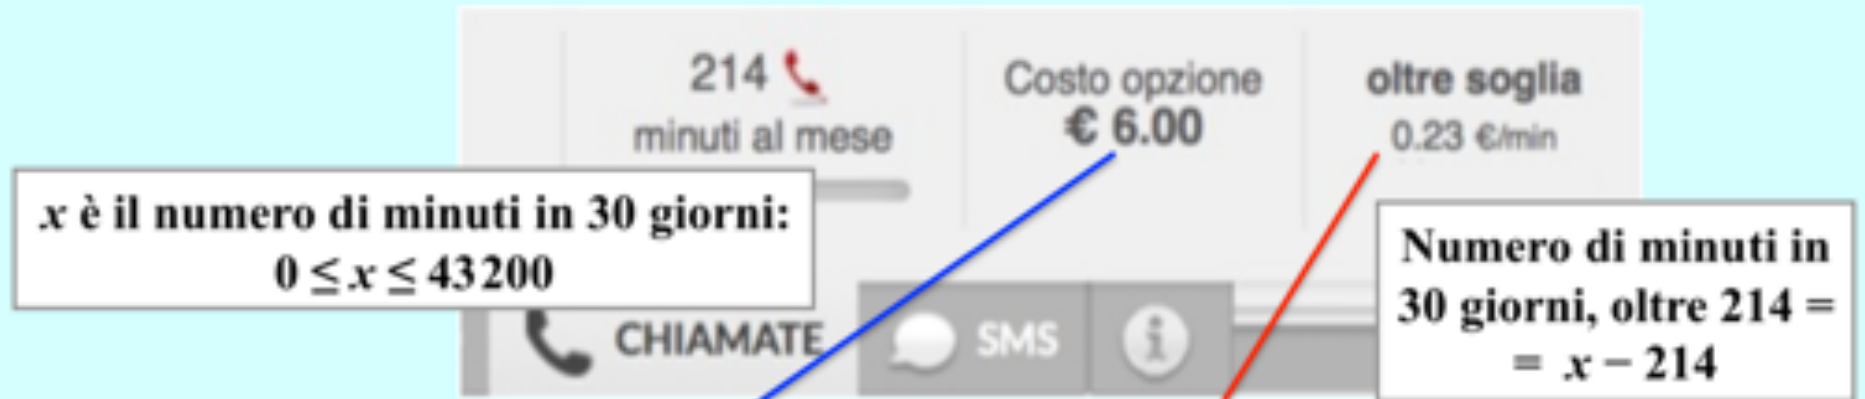 214
minuti al mese
Costo opzione
€ 6.00
oltre soglia
0.23 €/min
x è il numero di minuti in 30 giorni:
0 ≤ x ≤ 43200
Numero di minuti in
30 giorni, oltre 214 =
= x − 214
CHIAMATE
SMS
i